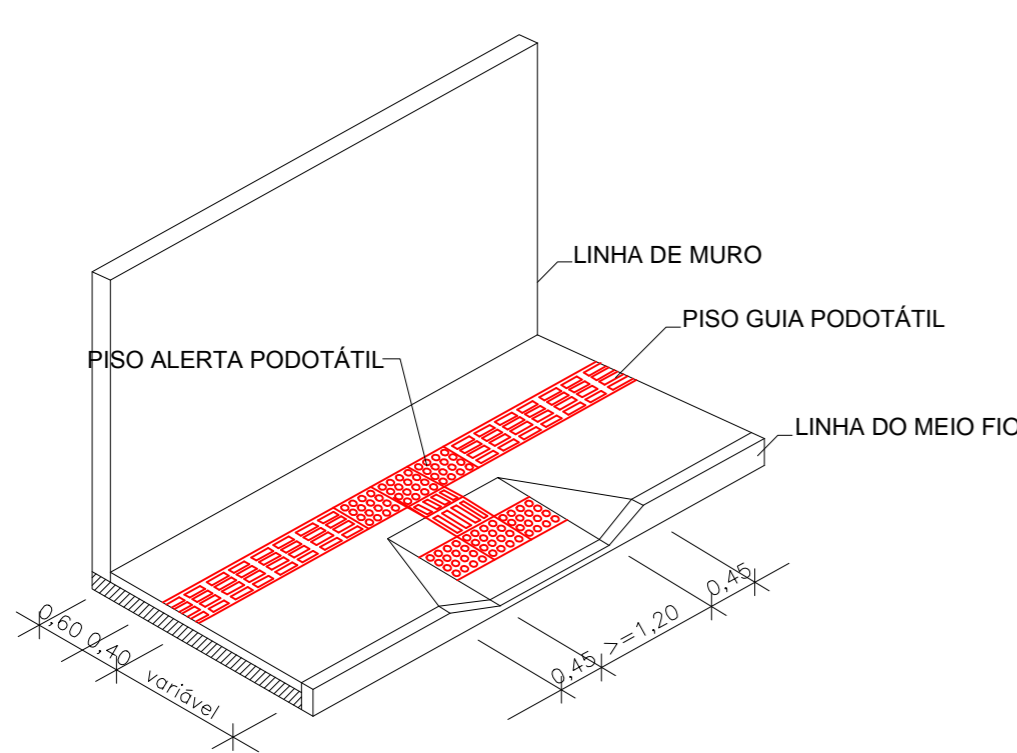 LINHA DE MURO
PISO GUIA PODOTÁTIL
PISO ALERTA PODOTÁTIL
LINHA DO MEIO FIO
0,60
0,40
variável
0,45
>=1,20
0,45